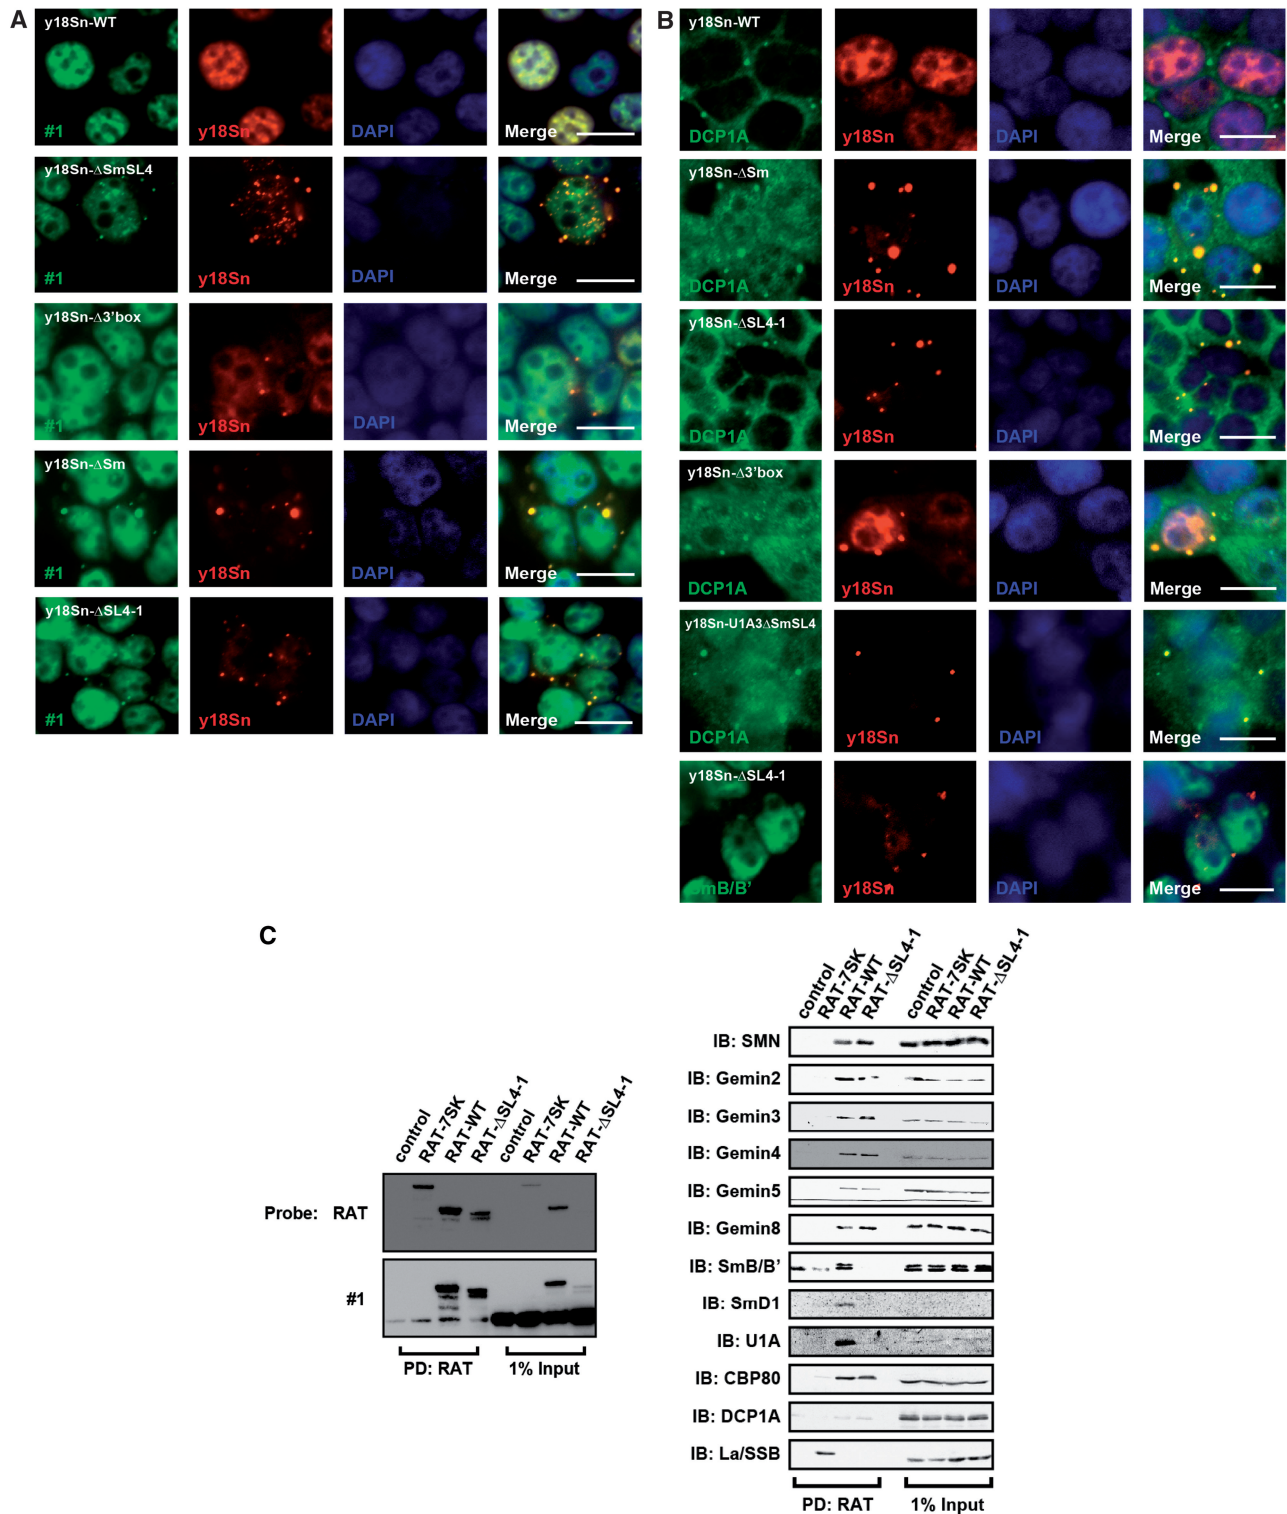 A
y18Sn-WT
#1
y18Sn
DAPI
Merge
y18Sn-ΔSmSL4
#1
y18Sn
DAPI
Merge
y18Sn-Δ3'box
#1
y18Sn
DAPI
Merge
y18Sn-ΔSm
#1
y18Sn
DAPI
Merge
y18Sn-ΔSL4-1
#1
y18Sn
DAPI
Merge
B
y18Sn-WT
DCP1A
y18Sn
DAPI
Merge
y18Sn-ΔSm
DCP1A
y18Sn
DAPI
Merge
y18Sn-ΔSL4-1
DCP1A
y18Sn
DAPI
Merge
y18Sn-Δ3'box
DCP1A
y18Sn
DAPI
Merge
y18Sn-U1A3ΔSmSL4
DCP1A
y18Sn
DAPI
Merge
y18Sn-ΔSL4-1
SmB/B'
y18Sn
DAPI
Merge
C
control
RAT-7SK
RAT-WT
RAT-ΔSL4-1
control
RAT-7SK
RAT-WT
RAT-ΔSL4-1
Probe: RAT
#1
PD: RAT
1% Input
control
RAT-7SK
RAT-WT
RAT-ΔSL4-1
control
RAT-7SK
RAT-WT
RAT-ΔSL4-1
IB: SMN
IB: Gemin2
IB: Gemin3
IB: Gemin4
IB: Gemin5
IB: Gemin8
IB: SmB/B'
IB: SmD1
IB: U1A
IB: CBP80
IB: DCP1A
IB: La/SSB
PD: RAT
1% Input